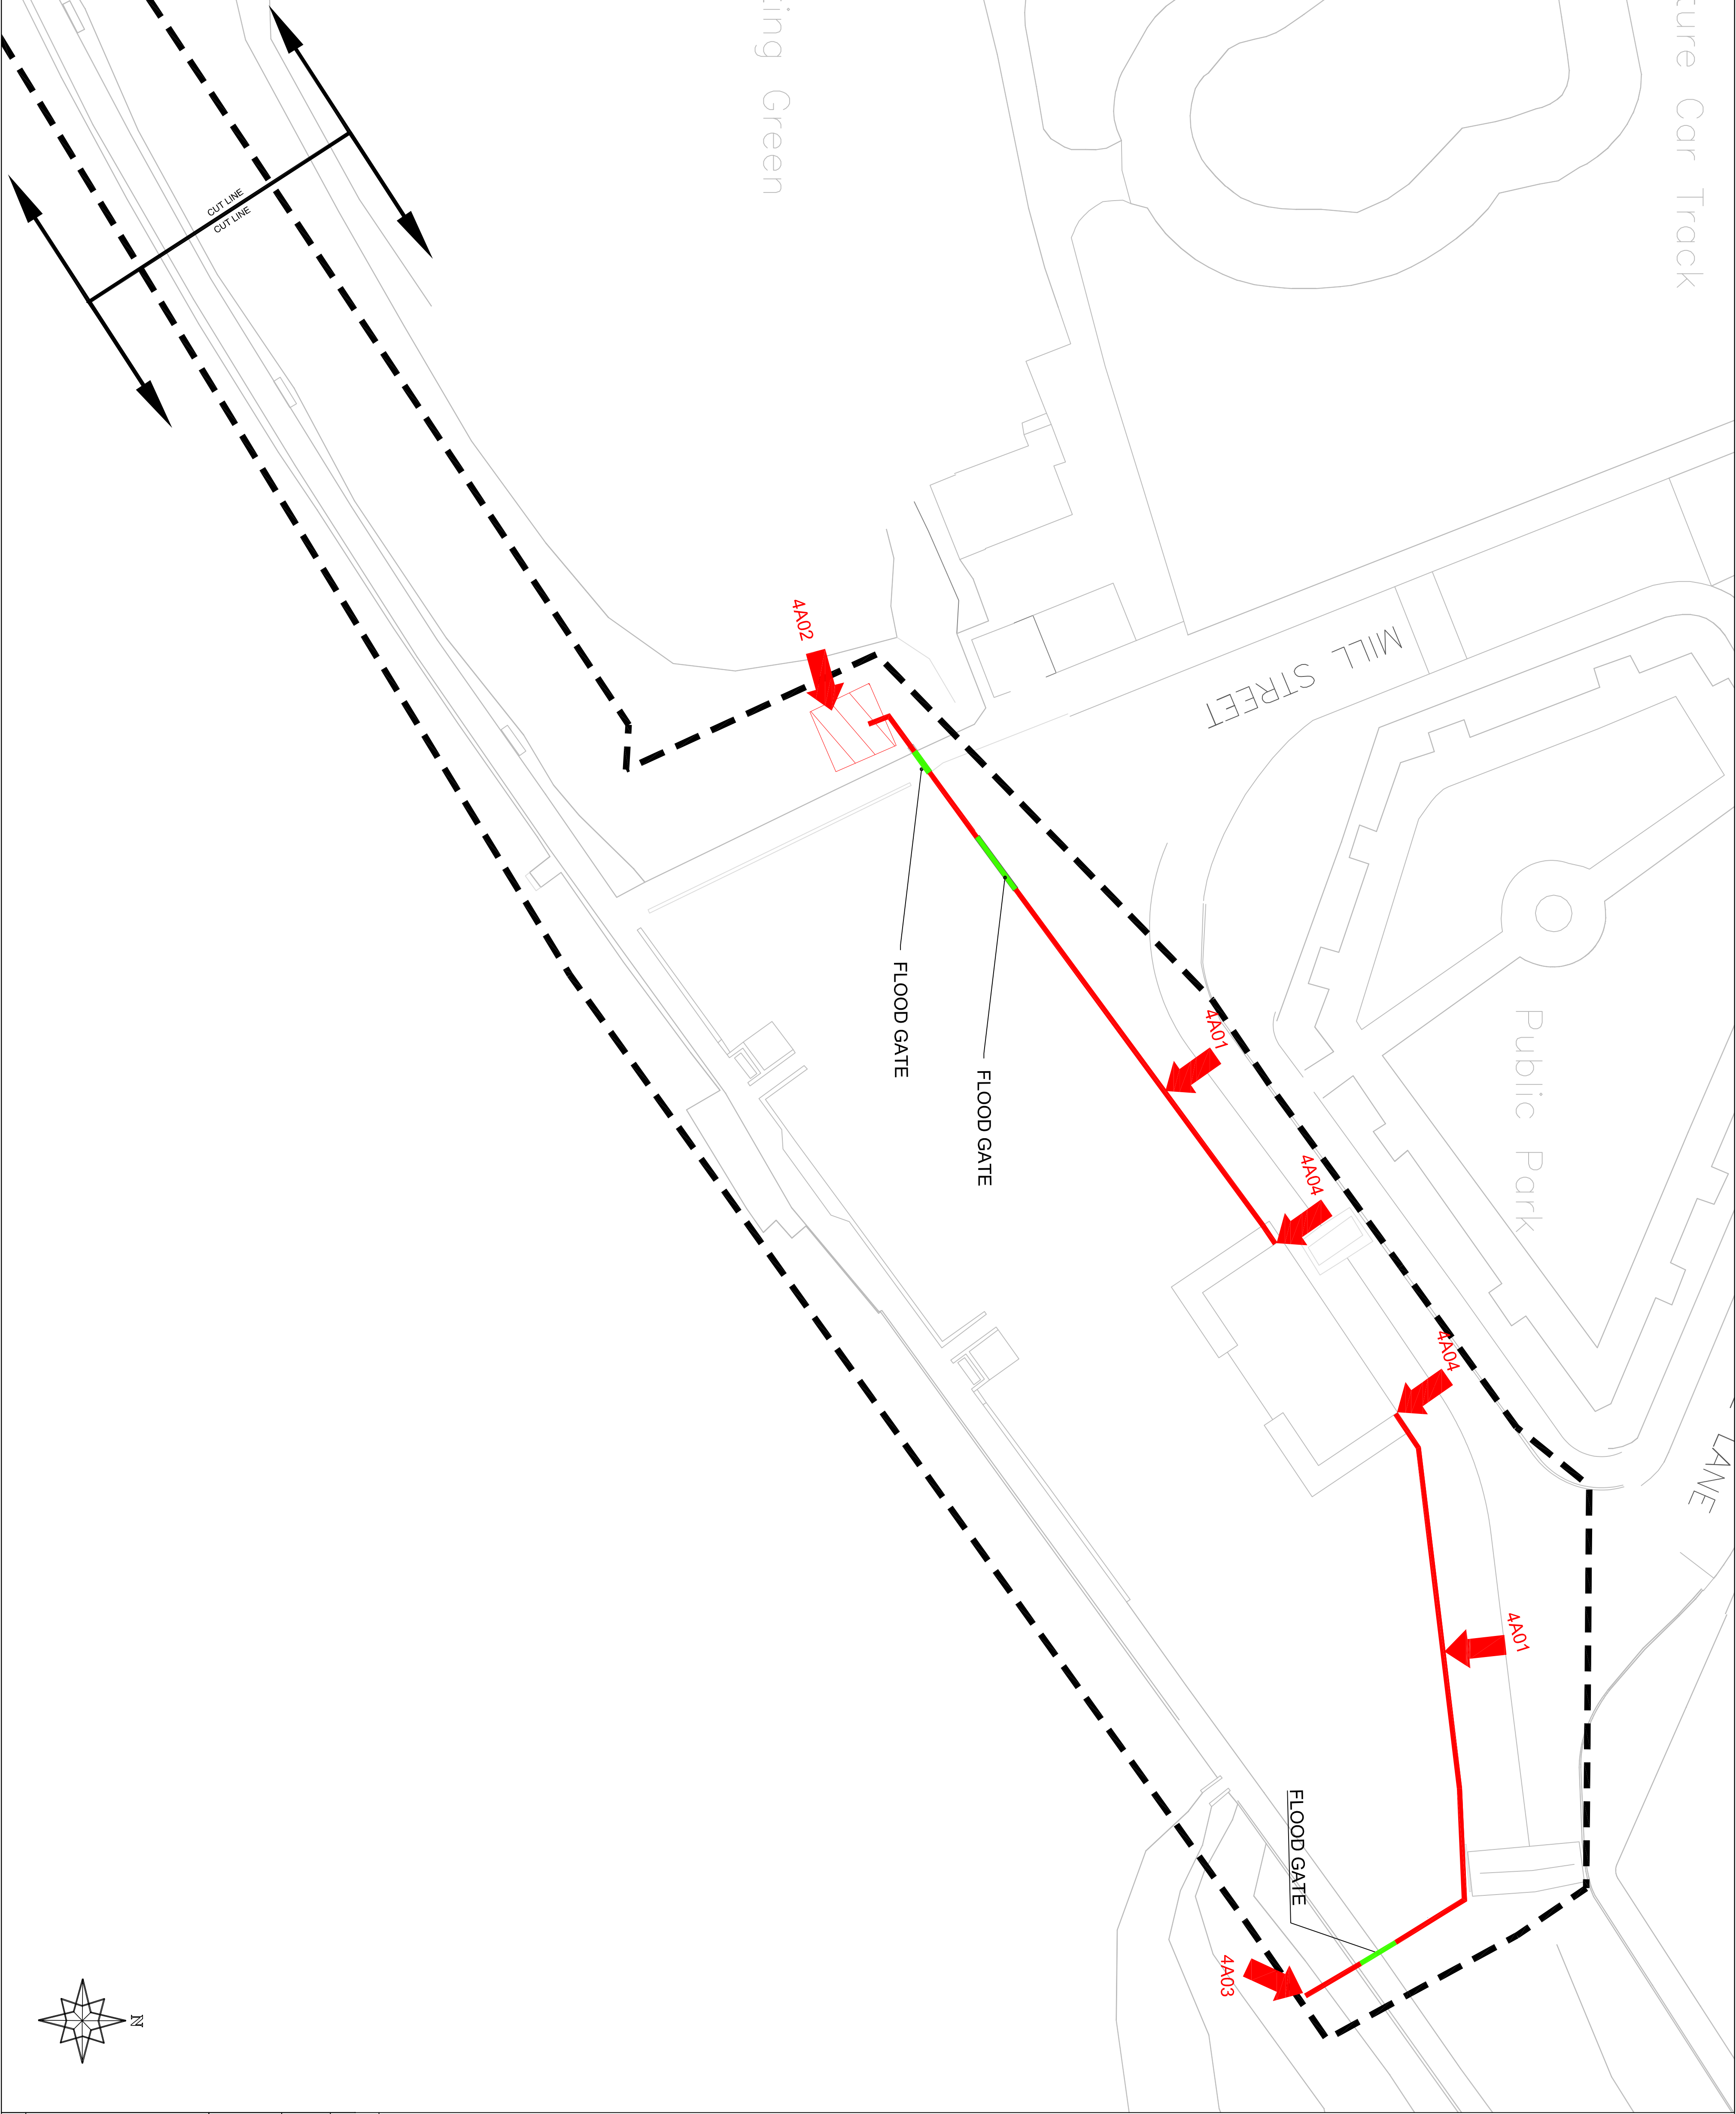 ture Car Track
ing Green
CUT LINE
CUT LINE
MILL STREET
4A02
Public Park
FLOOD GATE
FLOOD GATE
4A01
4A04
4A04
LANE
4A01
FLOOD GATE
4A03
N